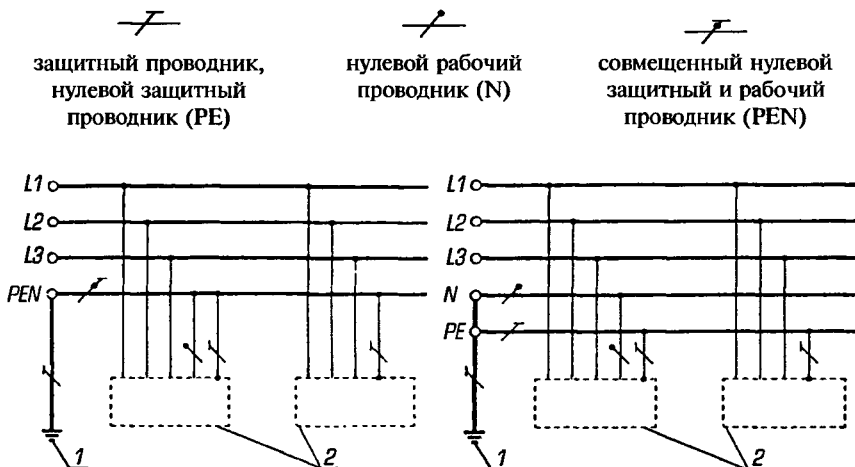 защитный проводник,
нулевой защитный
проводник (PE)
нулевой рабочий
проводник (N)
совмещенный нулевой
защитный и рабочий
проводник (PEN)
L1
L2
L3
PEN
1
2
L1
L2
L3
N
PE
1
2